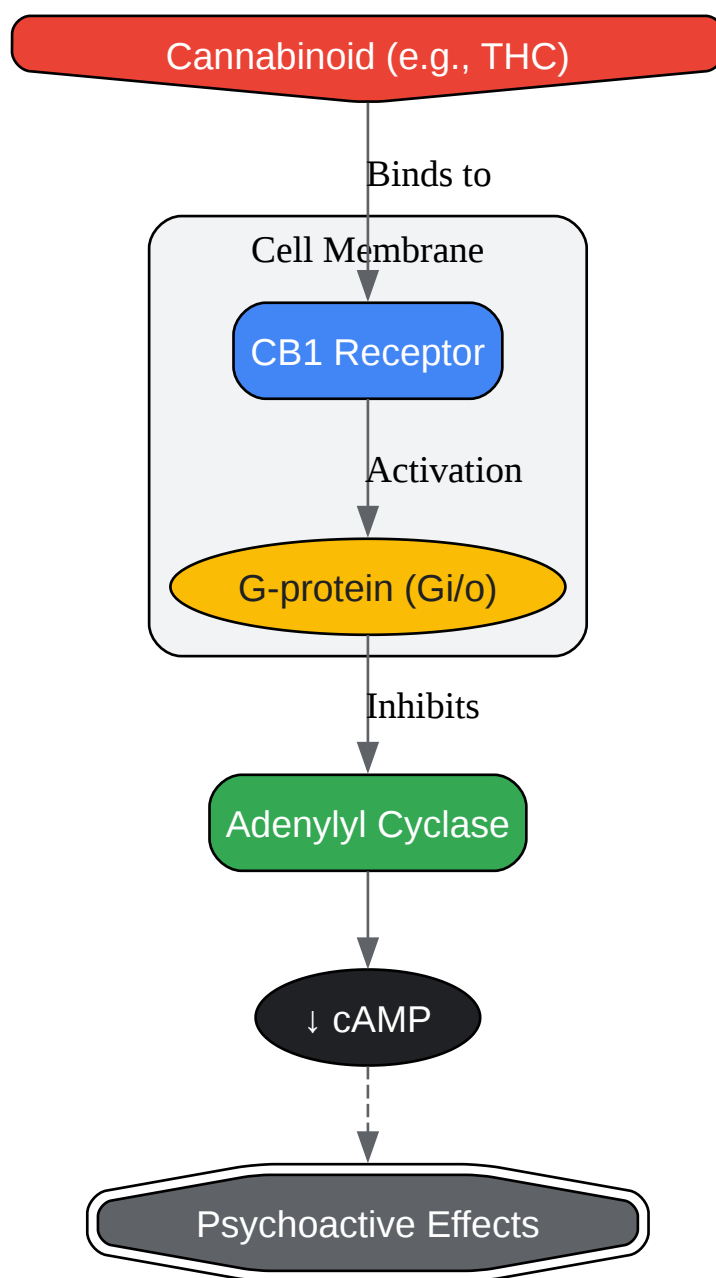 Cannabinoid (e.g., THC)
Binds to
Cell Membrane
CB1 Receptor
Activation
G-protein (Gi/o)
Inhibits
Adenylyl Cyclase
↓ cAMP
Psychoactive Effects